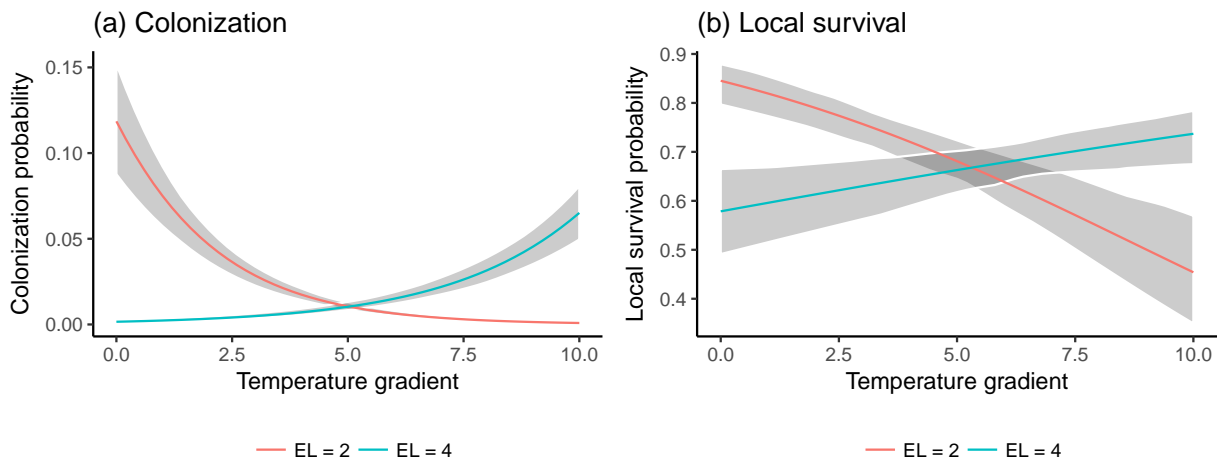 (a) Colonization
Colonization probability
0.15
0.10
0.05
0.00
0.0 2.5 5.0 7.5 10.0
Temperature gradient
EL = 2 EL = 4
(b) Local survival
Local survival probability
0.9
0.8
0.7
0.6
0.5
0.4
0.0 2.5 5.0 7.5 10.0
Temperature gradient
EL = 2 EL = 4